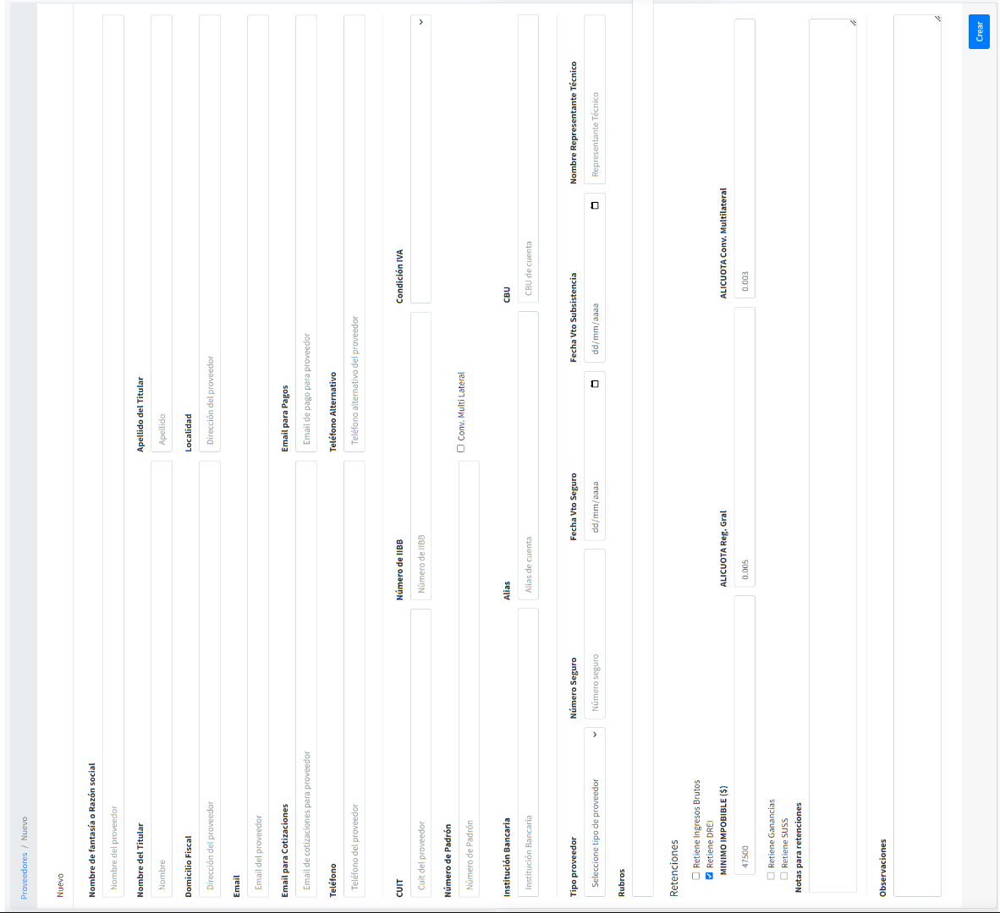 Proveedores / Nuevo
Nuevo
Nombre de fantasía o Razón social
Nombre del proveedor
Nombre del Titular
Apellido del Titular
Nombre
Apellido
Domicilio Fiscal
Localidad
Dirección del proveedor
Dirección del proveedor
Email
Email del proveedor
Email para Cotizaciones
Email para Pagos
Email de cotizaciones para proveedor
Email de pago para proveedor
Teléfono
Teléfono Alternativo
Teléfono del proveedor
Teléfono alternativo del proveedor
CUIT
Número de IIBB
Condición IVA
Cuit del proveedor
Número de IIBB
Número de Padrón
Número de Padrón
Conv. Multi Lateral
Institución Bancaria
Alias
CBU
Institución Bancaria
Alias de cuenta
CBU de cuenta
Tipo proveedor
Número Seguro
Fecha Vto Seguro
Fecha Vto Subsistencia
Nombre Representante Técnico
Seleccione tipo de proveedor
Número seguro
dd/mm/aaaa
dd/mm/aaaa
Representante Técnico
Rubros
Retenciones
Retiene Ingresos Brutos
Retiene DREI
MINIMO IMPOBIBLE ($)
ALICUOTA Reg. Gral
ALICUOTA Conv. Multilateral
47500
0.005
0.003
Retiene Ganancias
Retiene SUSS
Notas para retenciones
Observaciones
Crear